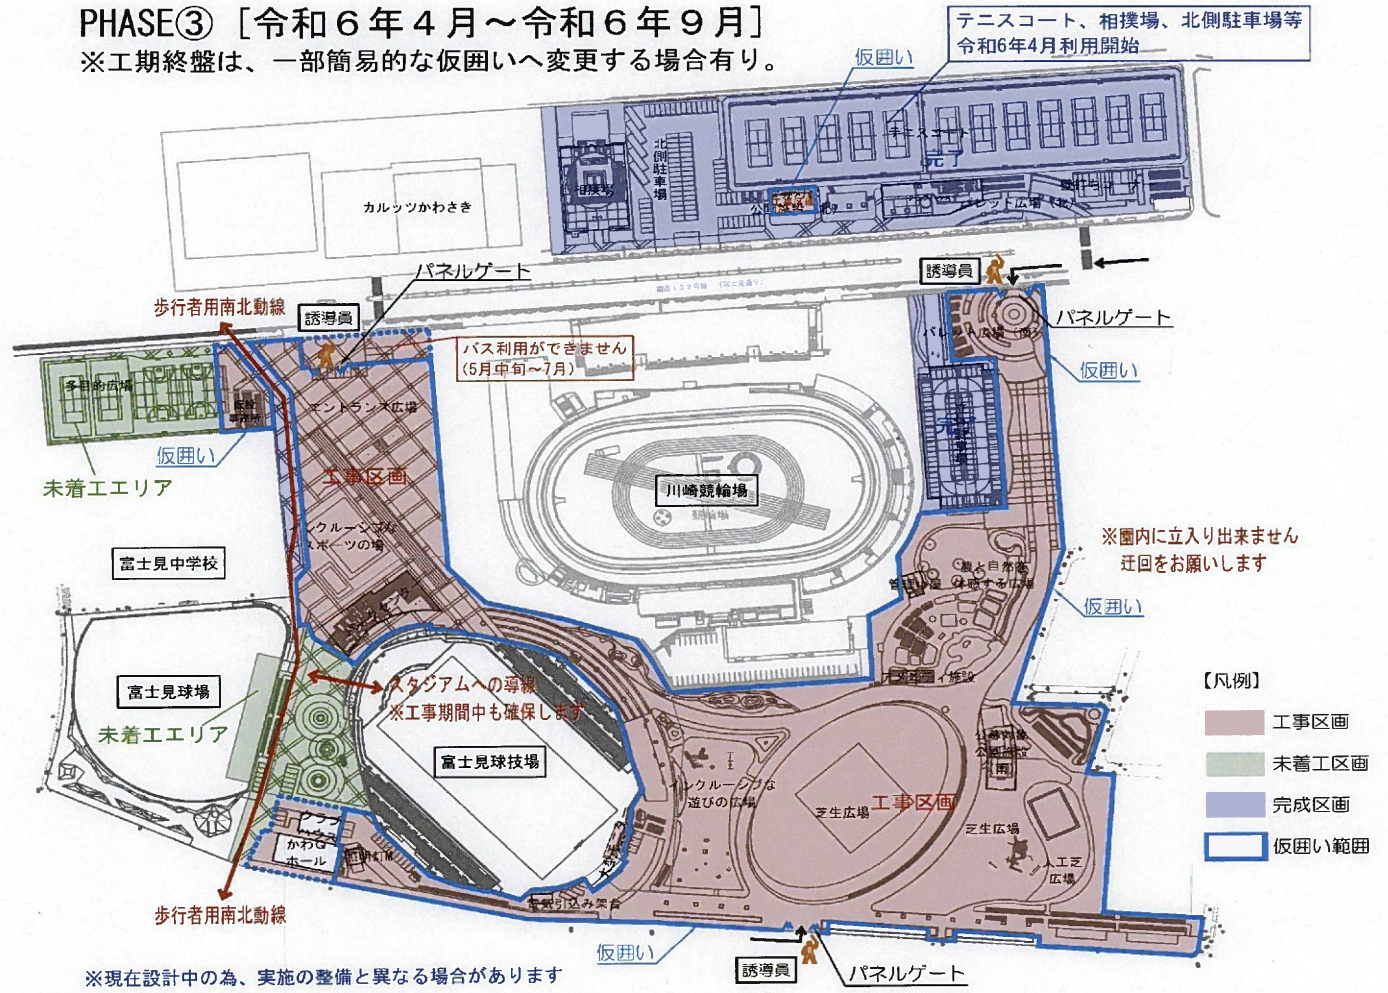 PHASE③［令和６年４月～令和６年９月］
※工期終盤は、一部簡易的な仮囲いへ変更する場合有り。
テニスコート、相撲場、北側駐車場等
令和6年4月利用開始
仮囲い
テニスコート
完了
北側駐車場
相撲場
カルッツかわさき
パネルゲート
誘導員
歩行者用南北動線
誘導員
パネルゲート
バス利用ができません
(5月中旬～7月)
仮囲い
多目的広場
エントランス広場
仮囲い
未着工エリア
工事区画
川崎競輪場
インクルーシブな
スポーツの場
富士見中学校
※園内に立入り出来ません
迂回をお願いします
仮囲い
富士見球場
スタジアムへの導線
※工事期間中も確保します
未着工エリア
富士見球技場
インクルーシブな
遊びの広場
芝生広場
工事区画
芝生広場
人工芝
広場
クラブ
ハウス
かわQ
ホール
電気引込み架台
歩行者用南北動線
仮囲い
誘導員
パネルゲート
【凡例】
工事区画
未着工区画
完成区画
仮囲い範囲
※現在設計中の為、実施の整備と異なる場合があります